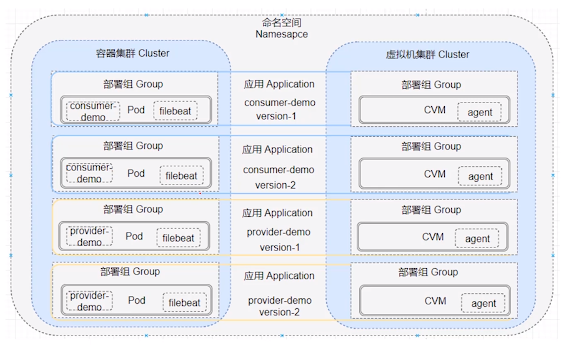 命名空间
Namesapce
容器集群 Cluster
虚拟机集群 Cluster
部署组 Group
应用 Application
部署组 Group
consumer-
demo
Pod
filebeat
consumer-demo
version-1
CVM
agent
部署组 Group
应用 Application
部署组 Group
consumer-
demo
Pod
filebeat
consumer-demo
version-2
CVM
agent
部署组 Group
应用 Application
部署组 Group
provider-
demo
Pod
filebeat
provider-demo
version-1
CVM
agent
部署组 Group
应用 Application
部署组 Group
provider-
demo
Pod
filebeat
provider-demo
version-2
CVM
agent